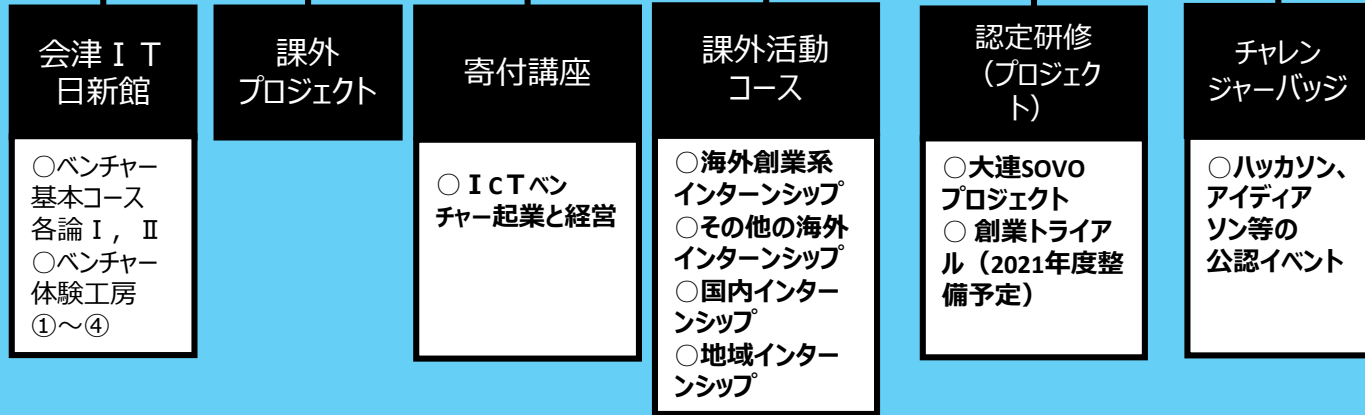 会津ＩＴ
日新館
○ベンチャー
基本コース
各論Ⅰ，Ⅱ
○ベンチャー
体験工房
①～④
課外
プロジェクト
寄付講座
○ＩＣＴベン
チャー起業と経営
課外活動
コース
○海外創業系
インターンシップ
○その他の海外
インターンシップ
○国内インター
ンシップ
○地域インター
ンシップ
認定研修
（プロジェク
ト）
○大連SOVO
プロジェクト
○ 創業トライア
ル（2021年度整
備予定）
チャレン
ジャーバッジ
○ハッカソン、
アイディア
ソン等の
公認イベント